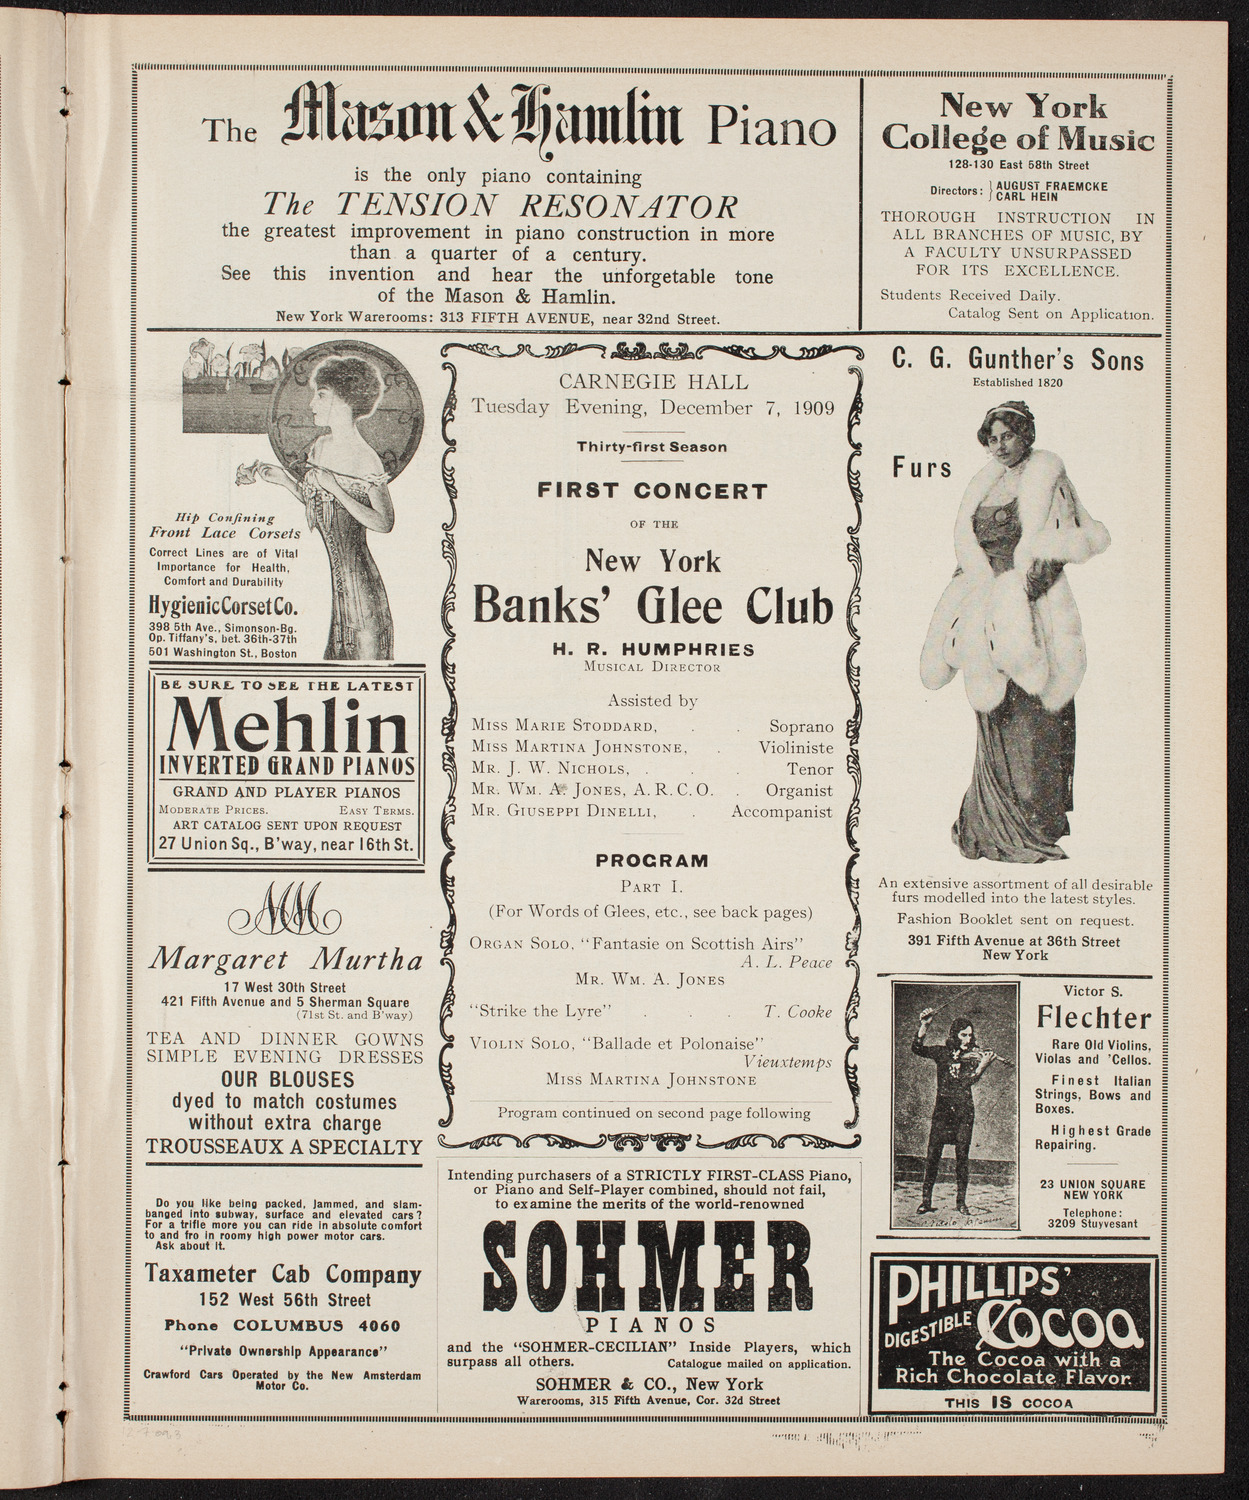 The Mason & Hamlin Piano
is the only piano containing
The TENSION RESONATOR
the greatest improvement in piano construction in more
than a quarter of a century.
See this invention and hear the unforgetable tone
of the Mason & Hamlin.
New York Warerooms: 313 FIFTH AVENUE, near 32nd Street.
New York
College of Music
128-130 East 58th Street
Directors: } AUGUST FRAEMCKE
CARL HEIN
THOROUGH INSTRUCTION IN
ALL BRANCHES OF MUSIC, BY
A FACULTY UNSURPASSED
FOR ITS EXCELLENCE.
Students Received Daily.
Catalog Sent on Application.
Hip Confining
Front Lace Corsets
Correct Lines are of Vital
Importance for Health,
Comfort and Durability
Hygienic Corset Co.
398 5th Ave., Simonson-Bg.
Op. Tiffany's, bet. 36th-37th
501 Washington St., Boston
BE SURE TO SEE THE LATEST
Mehlin
INVERTED GRAND PIANOS
GRAND AND PLAYER PIANOS
MODERATE PRICES. EASY TERMS.
ART CATALOG SENT UPON REQUEST
27 Union Sq., B'way, near 16th St.
MM
Margaret Murtha
17 West 30th Street
421 Fifth Avenue and 5 Sherman Square
(71st St. and B'way)
TEA AND DINNER GOWNS
SIMPLE EVENING DRESSES
OUR BLOUSES
dyed to match costumes
without extra charge
TROUSSEAUX A SPECIALTY
Do you like being packed, jammed, and slam-
banged into subway, surface and elevated cars?
For a trifle more you can ride in absolute comfort
to and fro in roomy high power motor cars.
Ask about it.
Taxameter Cab Company
152 West 56th Street
Phone COLUMBUS 4060
"Private Ownership Appearance"
Crawford Cars Operated by the New Amsterdam
Motor Co.
CARNEGIE HALL
Tuesday Evening, December 7, 1909
Thirty-first Season
FIRST CONCERT
OF THE
New York
Banks' Glee Club
H. R. HUMPHRIES
MUSICAL DIRECTOR
Assisted by
MISS MARIE STODDARD, . . Soprano
MISS MARTINA JOHNSTONE, . Violiniste
MR. J. W. NICHOLS, . . . Tenor
MR. WM. A. JONES, A. R. C. O. . Organist
MR. GIUSEPPI DINELLI, . Accompanist
PROGRAM
PART I.
(For Words of Glees, etc., see back pages)
ORGAN SOLO, "Fantasie on Scottish Airs"
A. L. Peace
MR. WM. A. JONES
"Strike the Lyre" . . . T. Cooke
VIOLIN SOLO, "Ballade et Polonaise"
Vieuxtemps
MISS MARTINA JOHNSTONE
Program continued on second page following
Intending purchasers of a STRICTLY FIRST-CLASS Piano,
or Piano and Self-Player combined, should not fail,
to examine the merits of the world-renowned
SOHMER
PIANOS
and the "SOHMER-CECILIAN" Inside Players, which
surpass all others. Catalogue mailed on application.
SOHMER & CO., New York
Warerooms, 315 Fifth Avenue, Cor. 32d Street
C. G. Gunther's Sons
Established 1820
Furs
An extensive assortment of all desirable
furs modelled into the latest styles.
Fashion Booklet sent on request.
391 Fifth Avenue at 36th Street
New York
Victor S.
Flechter
Rare Old Violins,
Violas and 'Cellos.
Finest Italian
Strings, Bows and
Boxes.
Highest Grade
Repairing.
23 UNION SQUARE
NEW YORK
Telephone:
3209 Stuyvesant
PHILLIPS'
DIGESTIBLE COCOA
The Cocoa with a
Rich Chocolate Flavor.
THIS IS COCOA